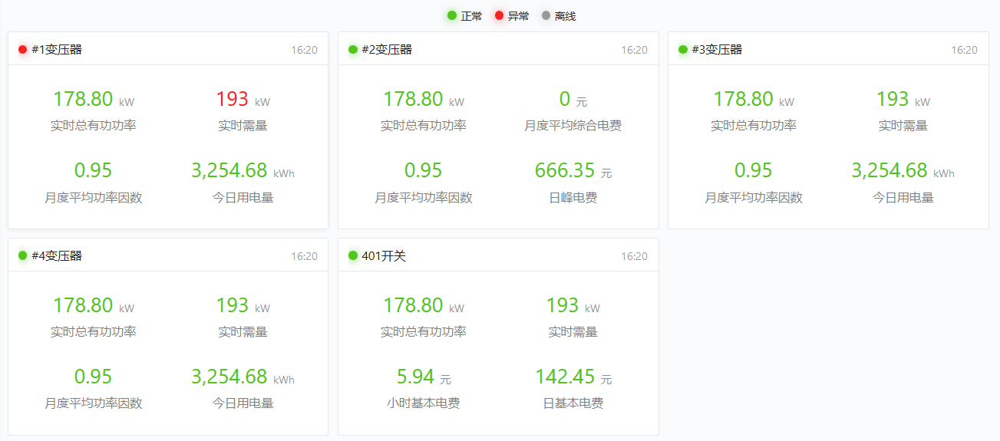 正常 异常 离线
#1变压器 16:20
178.80 kW 193 kW
实时总有功功率 实时需量
0.95 3,254.68 kWh
月度平均功率因数 今日用电量
#2变压器 16:20
178.80 kW 0 元
实时总有功功率 月度平均综合电费
0.95 666.35 元
月度平均功率因数 日峰电费
#3变压器 16:20
178.80 kW 193 kW
实时总有功功率 实时需量
0.95 3,254.68 kWh
月度平均功率因数 今日用电量
#4变压器 16:20
178.80 kW 193 kW
实时总有功功率 实时需量
0.95 3,254.68 kWh
月度平均功率因数 今日用电量
401开关 16:20
178.80 kW 193 kW
实时总有功功率 实时需量
5.94 元 142.45 元
小时基本电费 日基本电费